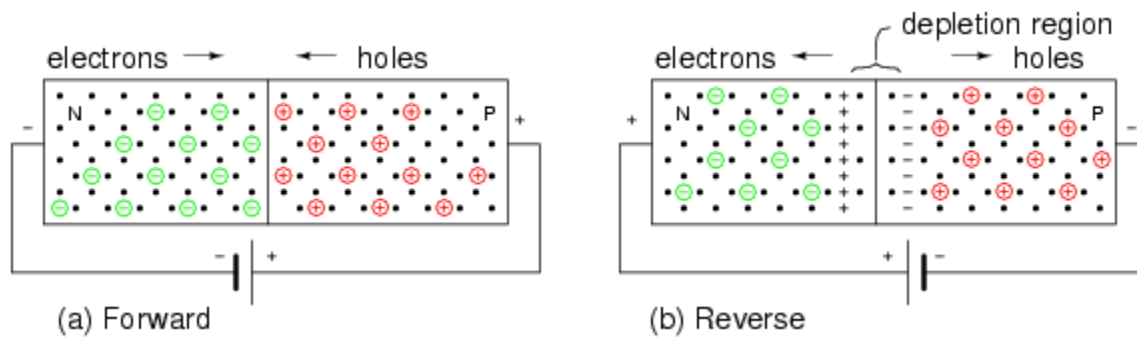 depletion region
electrons → ← holes
electrons ← → holes
N P
- +
- +
(a) Forward
N P
+ -
+ -
+ -
(b) Reverse